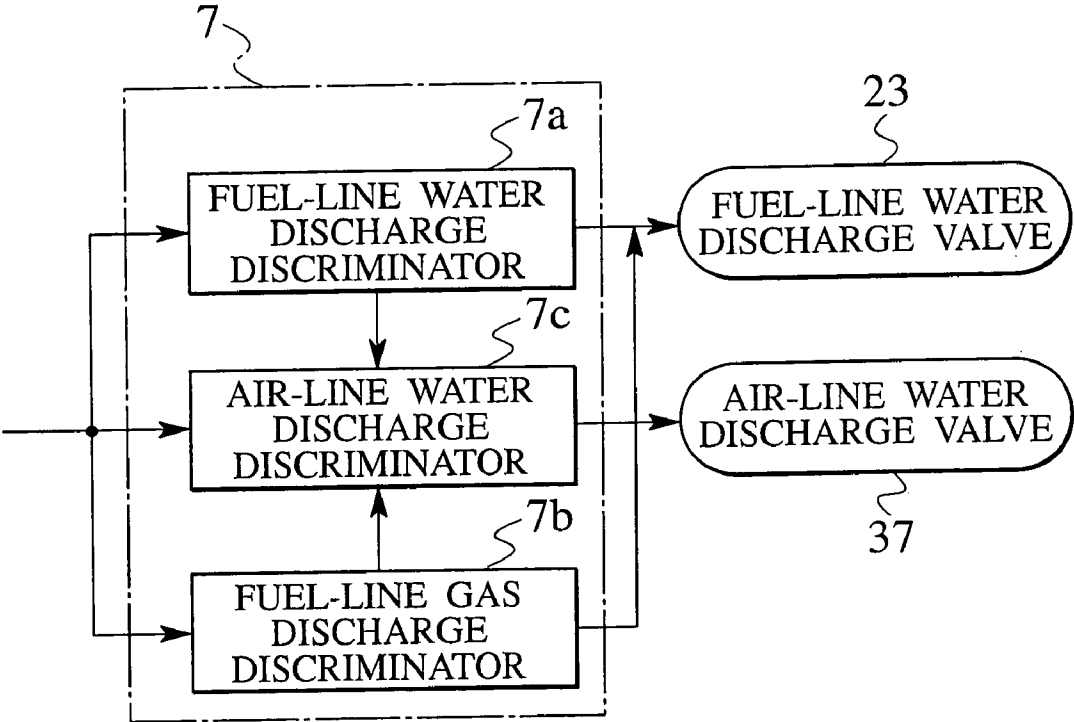 7
7a
FUEL-LINE WATER
DISCHARGE
DISCRIMINATOR
23
FUEL-LINE WATER
DISCHARGE VALVE
7c
AIR-LINE WATER
DISCHARGE
DISCRIMINATOR
AIR-LINE WATER
DISCHARGE VALVE
37
7b
FUEL-LINE GAS
DISCHARGE
DISCRIMINATOR